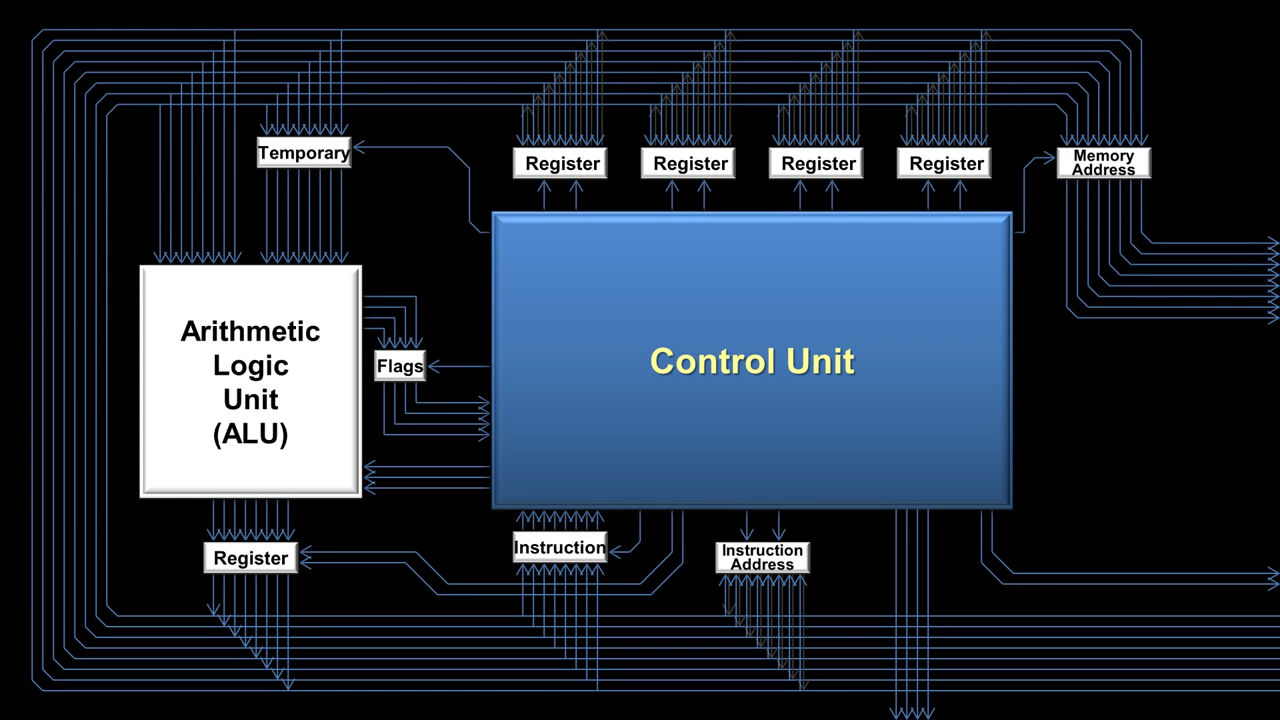 Temporary
Register
Register
Register
Register
Memory
Address
Arithmetic
Logic
Unit
(ALU)
Flags
Control Unit
Register
Instruction
Instruction
Address